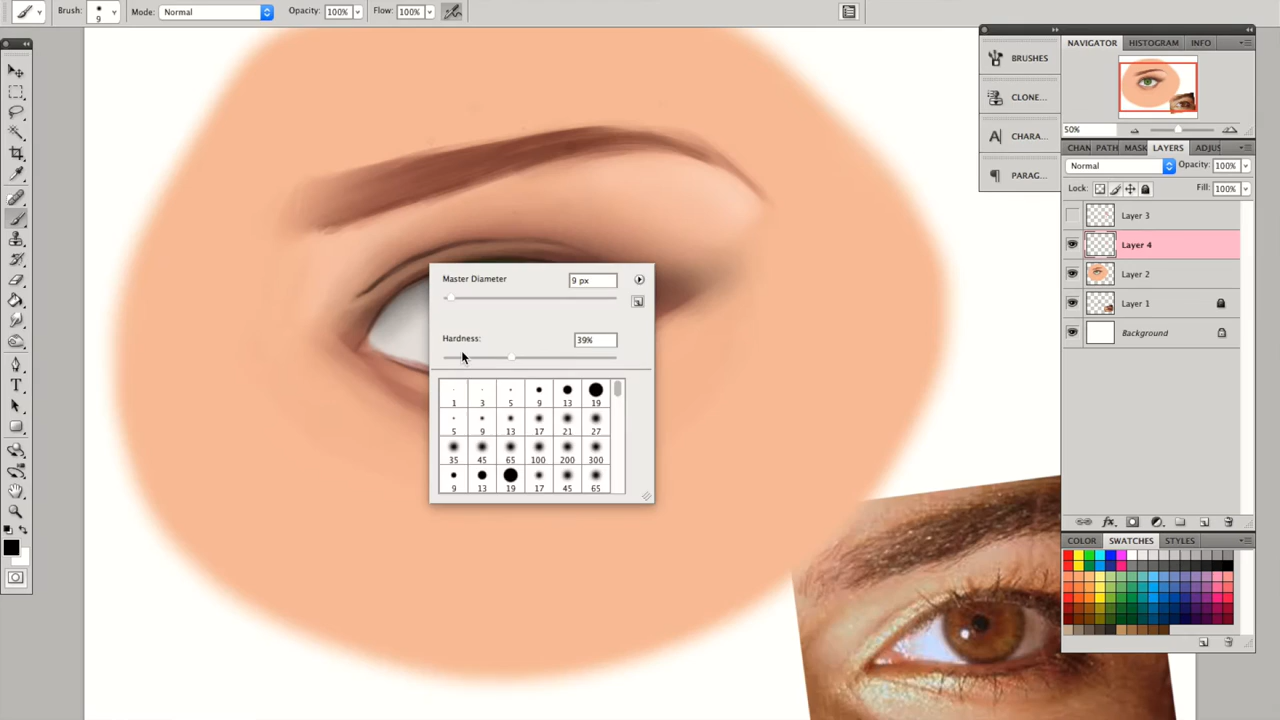 Brush: 9 Mode: Normal Opacity: 100% Flow: 100%
NAVIGATOR HISTOGRAM INFO
BRUSHES
CLONE...
A| CHARA...
¶ PARAG...
50%
CHAN PATH MASK LAYERS ADJUS
Normal Opacity: 100%
Lock: Fill: 100%
Layer 3
Layer 4
Layer 2
Layer 1
Background
Master Diameter 9 px
Hardness: 39%
1 3 5 9 13 19
5 9 13 17 21 27
35 45 65 100 200 300
9 13 19 17 45 65
T
fx
COLOR SWATCHES STYLES